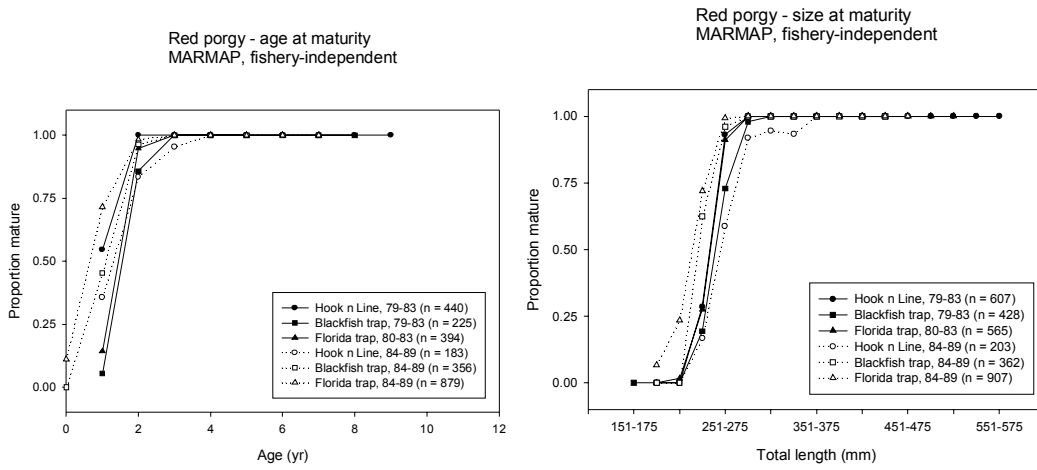 Red porgy - age at maturity
MARMAP, fishery-independent
Proportion mature
1.00
0.75
0.50
0.25
0.00
0 2 4 6 8 10 12
Age (yr)
Hook n Line, 79-83 (n = 440)
Blackfish trap, 79-83 (n = 225)
Florida trap, 80-83 (n = 394)
Hook n Line, 84-89 (n = 183)
Blackfish trap, 84-89 (n = 356)
Florida trap, 84-89 (n = 879)
Red porgy - size at maturity
MARMAP, fishery-independent
Proportion mature
1.00
0.75
0.50
0.25
0.00
151-175 251-275 351-375 451-475 551-575
Total length (mm)
Hook n Line, 79-83 (n = 607)
Blackfish trap, 79-83 (n = 428)
Florida trap, 80-83 (n = 565)
Hook n Line, 84-89 (n = 203)
Blackfish trap, 84-89 (n = 362)
Florida trap, 84-89 (n = 907)